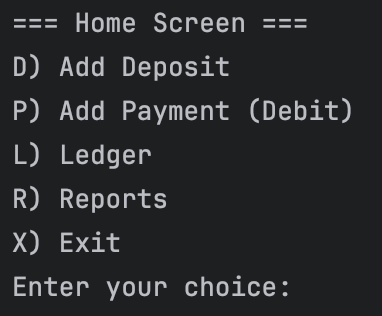 === Home Screen ===
D) Add Deposit
P) Add Payment (Debit)
L) Ledger
R) Reports
X) Exit
Enter your choice: